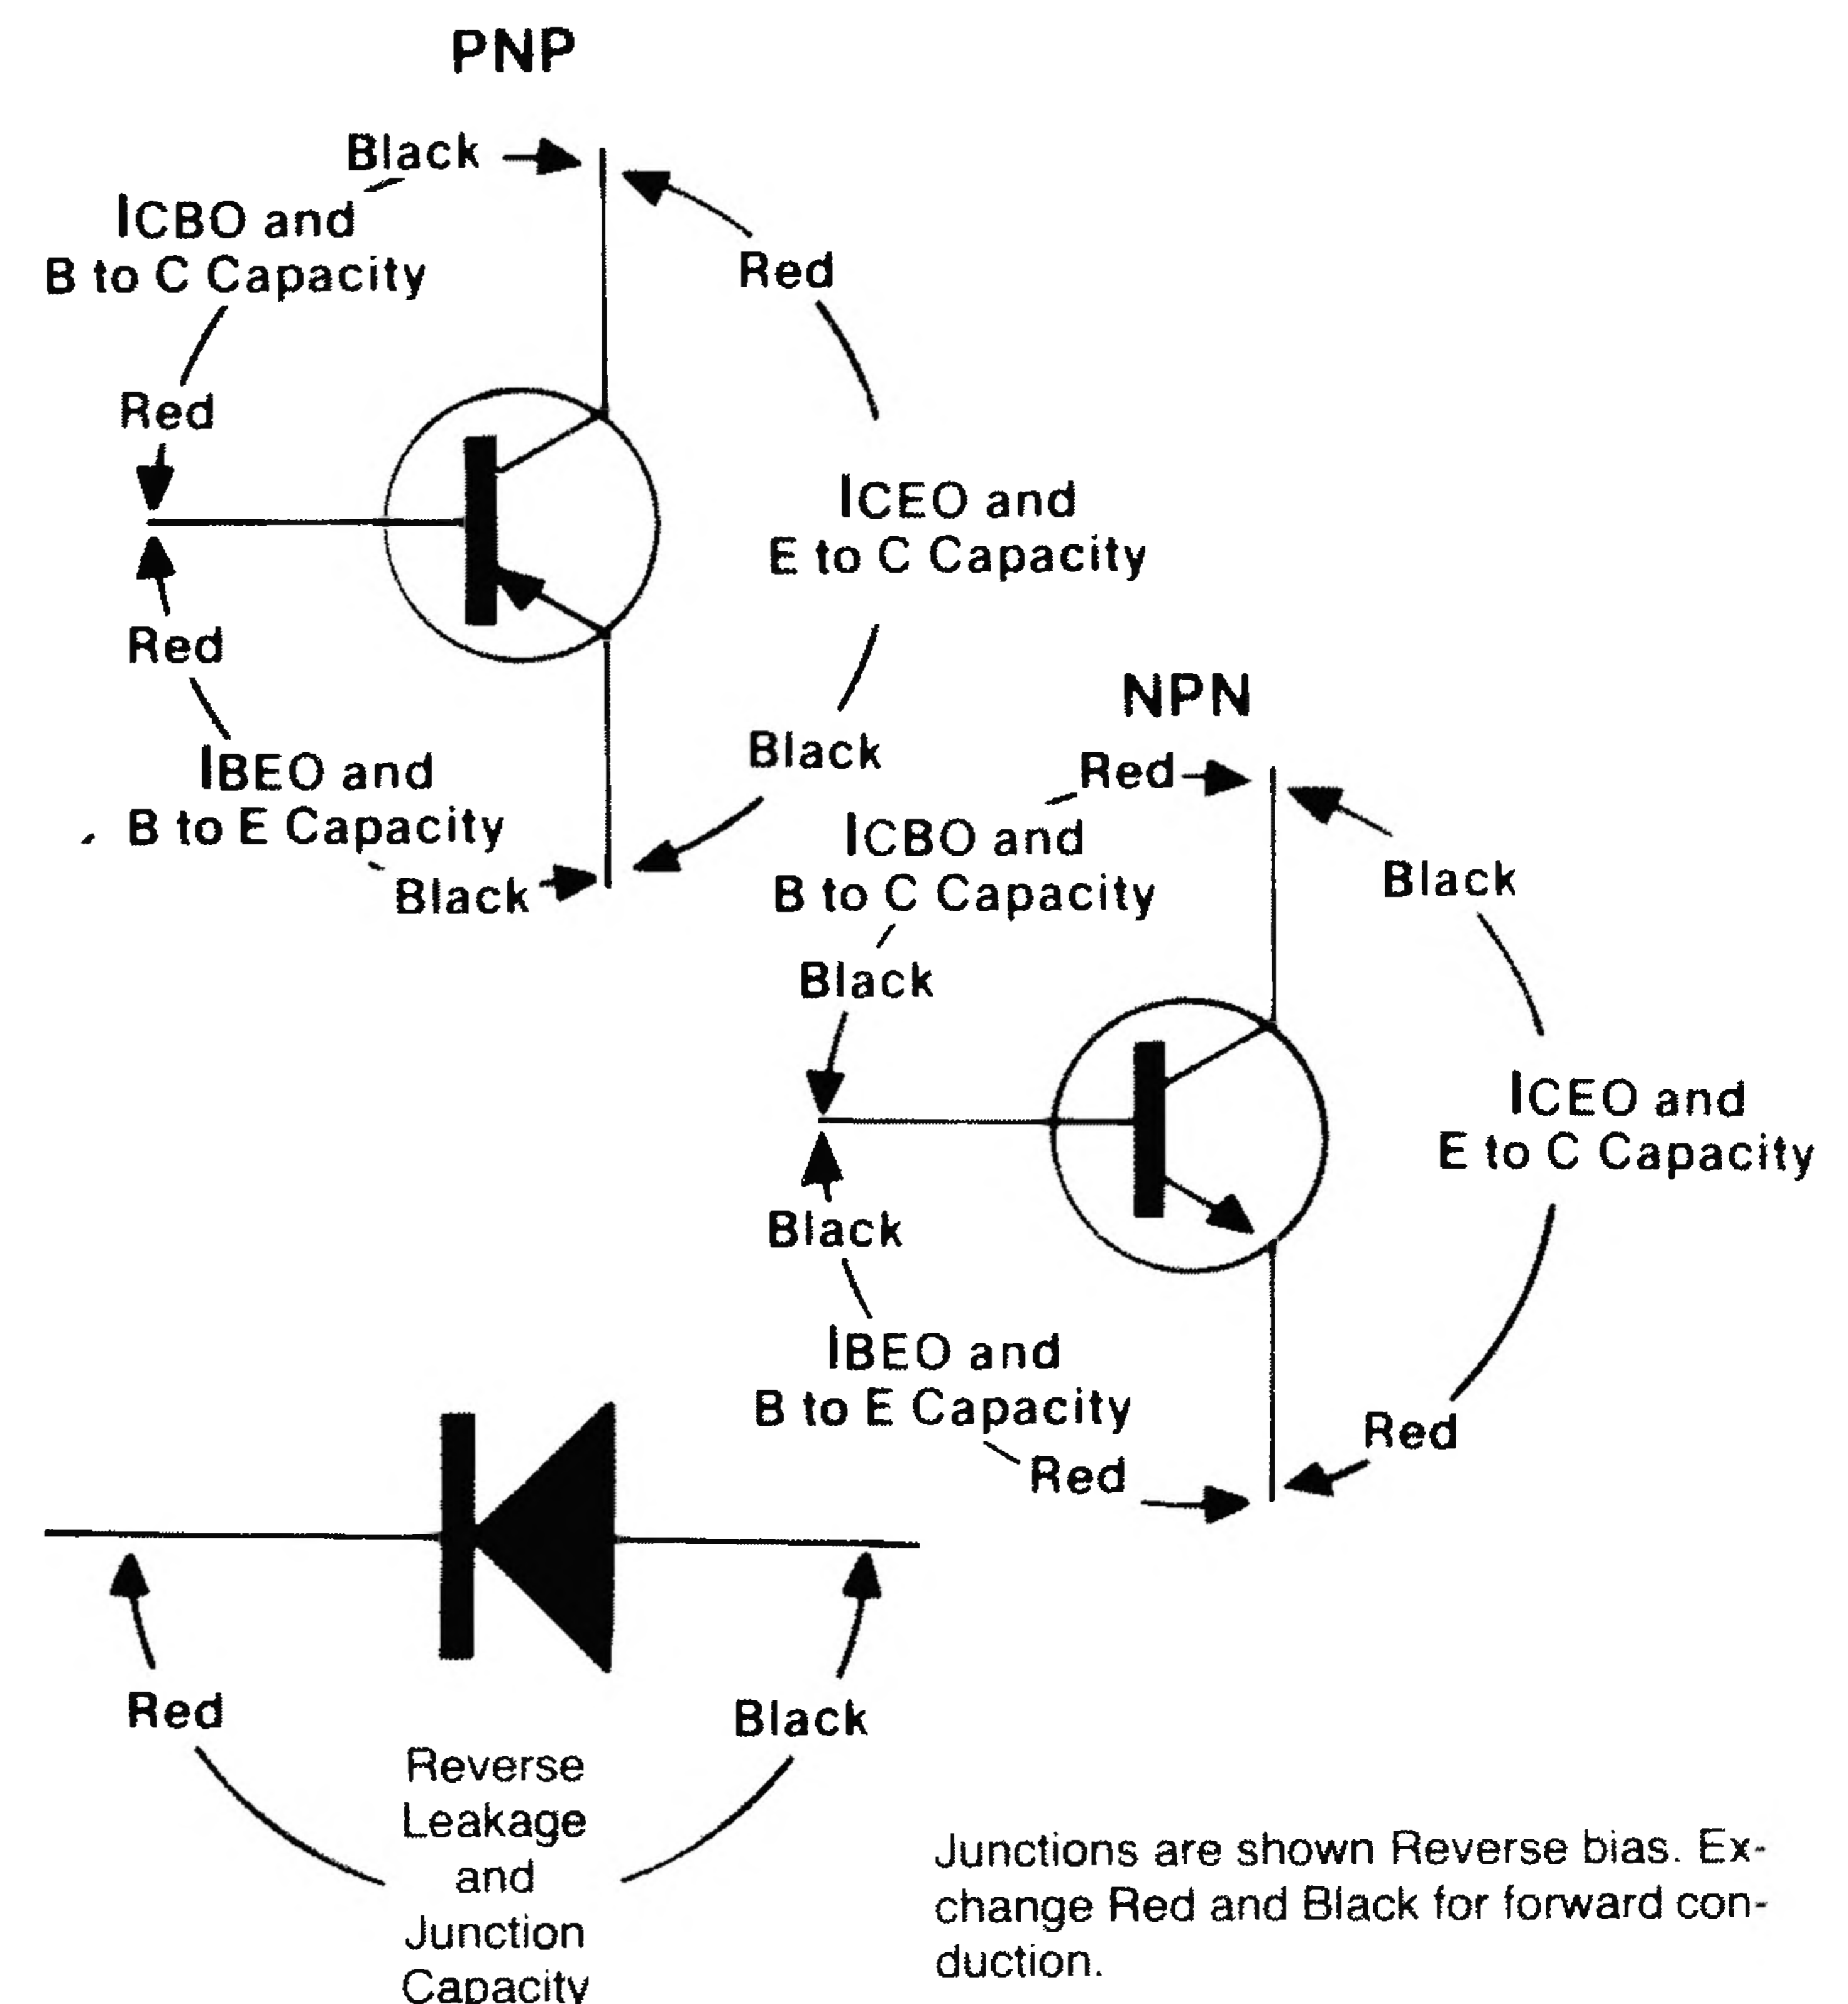 PNP
Black
ICBO and
B to C Capacity
Red
Red
ICEO and
E to C Capacity
Red
IBEO and
B to E Capacity
Black
Black
NPN
Red
ICBO and
B to C Capacity
Black
Black
ICEO and
E to C Capacity
Black
IBEO and
B to E Capacity
Red
Red
Red
Black
Reverse
Leakage
and
Junction
Capacity
Junctions are shown Reverse bias. Ex-
change Red and Black for forward con-
duction.